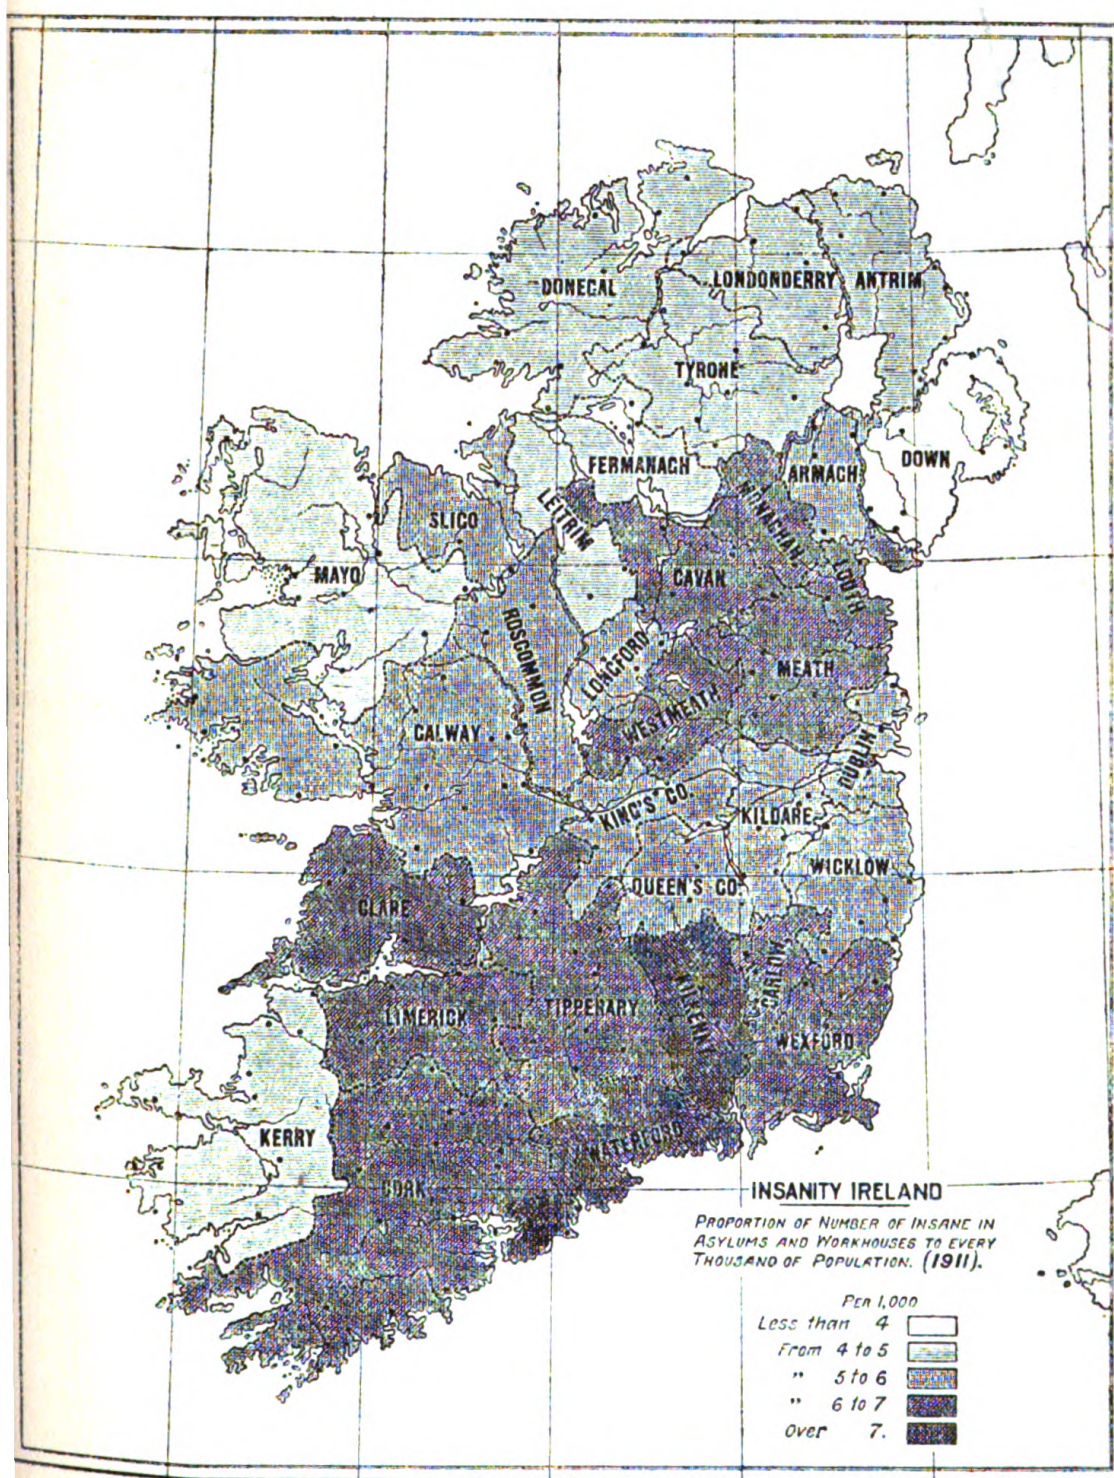 DONEGAL
LONDONDERRY
ANTRIM
TYRONE
FERMANAGH
ARMAGH
DOWN
MONAGHAN
LEITRIM
SLIGO
MAYO
CAVAN
LOUTH
ROSCOMMON
LONGFORD
MEATH
WESTMEATH
GALWAY
DUBLIN
KING'S CO.
KILDARE
WICKLOW
QUEEN'S CO.
CLARE
CARLOW
KILKENNY
TIPPERARY
LIMERICK
WEXFORD
KERRY
WATERFORD
CORK
INSANITY IRELAND
PROPORTION OF NUMBER OF INSANE IN
ASYLUMS AND WORKHOUSES TO EVERY
THOUSAND OF POPULATION. (1911).
PER 1,000
Less than 4
From 4 to 5
" 5 to 6
" 6 to 7
Over 7.